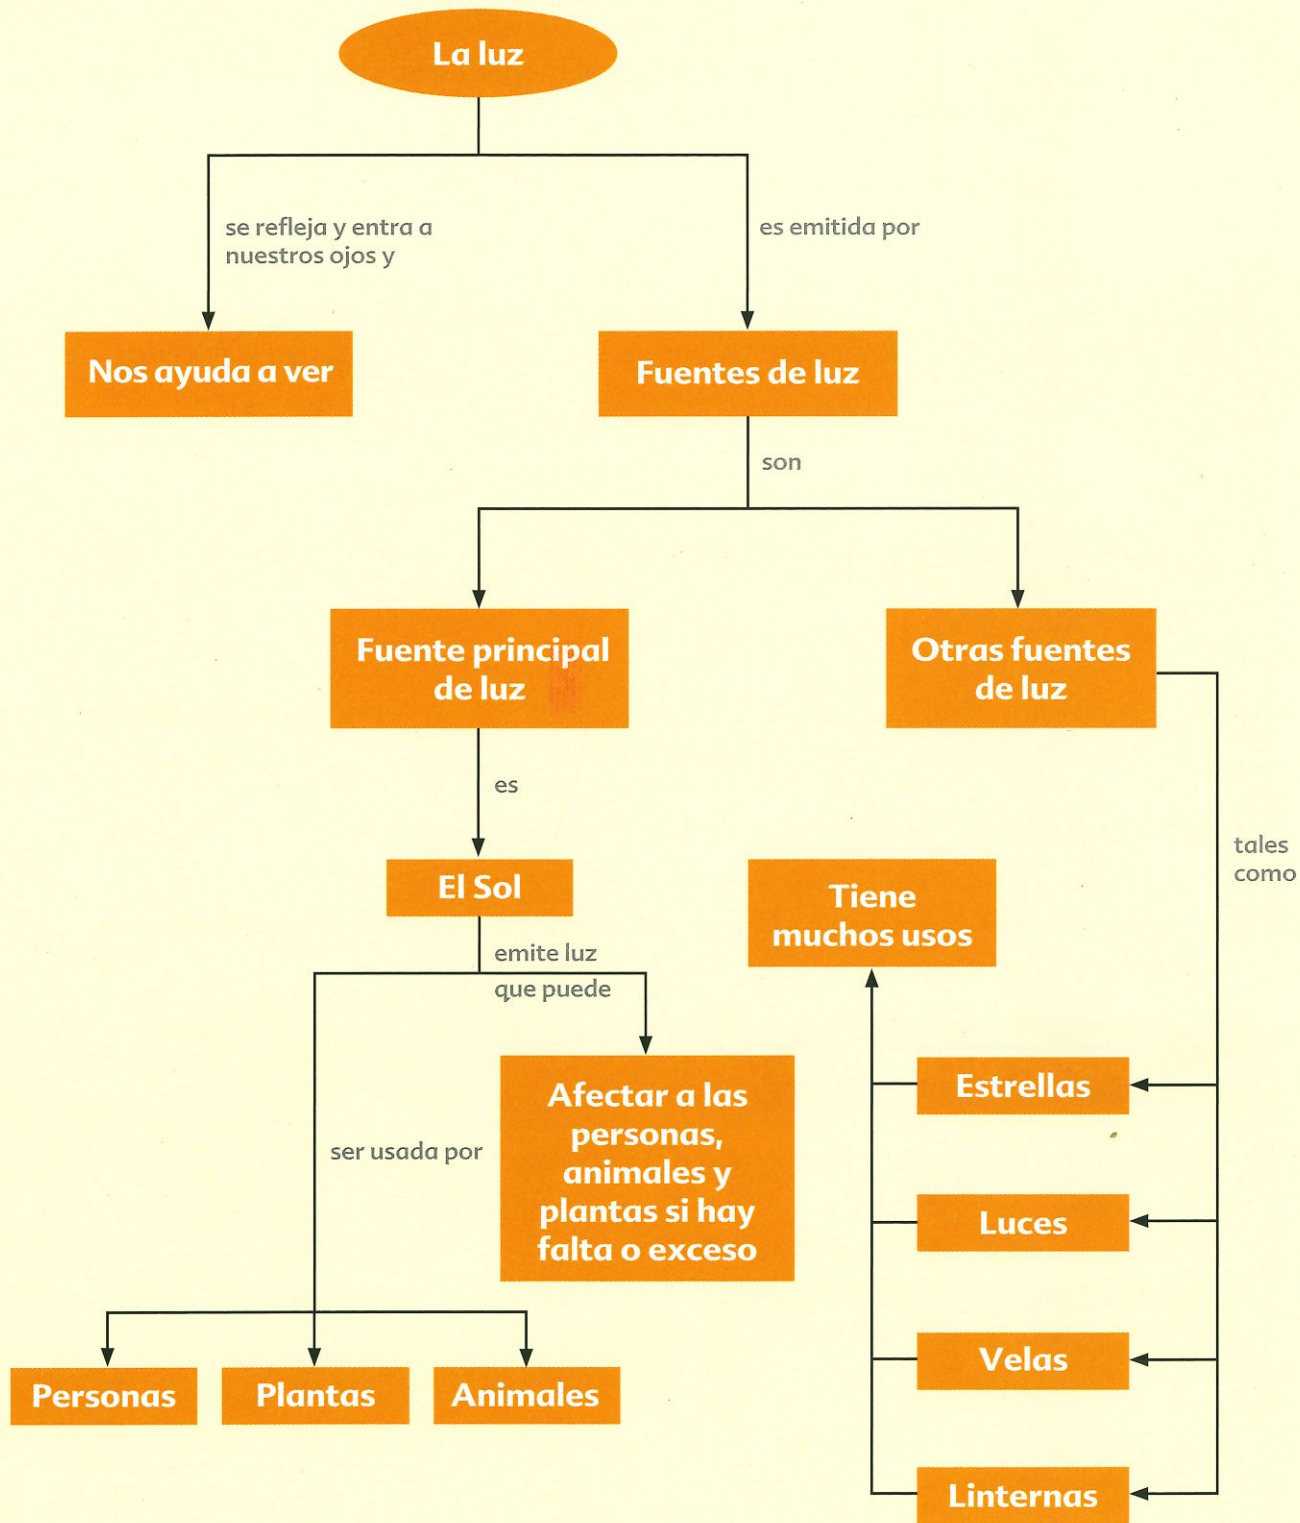 La luz
se refleja y entra a
nuestros ojos y
es emitida por
Nos ayuda a ver
Fuentes de luz
son
Fuente principal
de luz
Otras fuentes
de luz
es
tales
como
El Sol
Tiene
muchos usos
emite luz
que puede
Afectar a las
personas,
animales y
plantas si hay
falta o exceso
ser usada por
Estrellas
Luces
Velas
Linternas
Personas
Plantas
Animales